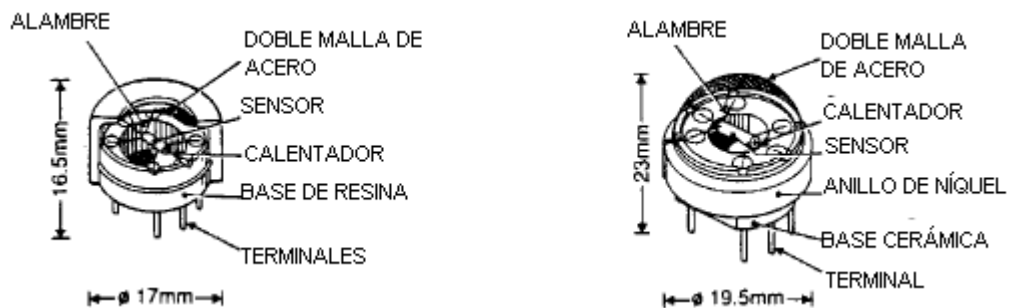 ALAMBRE
DOBLE MALLA DE
ACERO
SENSOR
CALENTADOR
BASE DE RESINA
TERMINALES
16.5mm
ø 17mm
ALAMBRE
DOBLE MALLA
DE ACERO
CALENTADOR
SENSOR
ANILLO DE NÍQUEL
BASE CERÁMICA
TERMINAL
23mm
ø 19.5mm